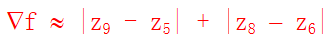 ∇f ≈ |z₉ - z₅| + |z₈ - z₆|